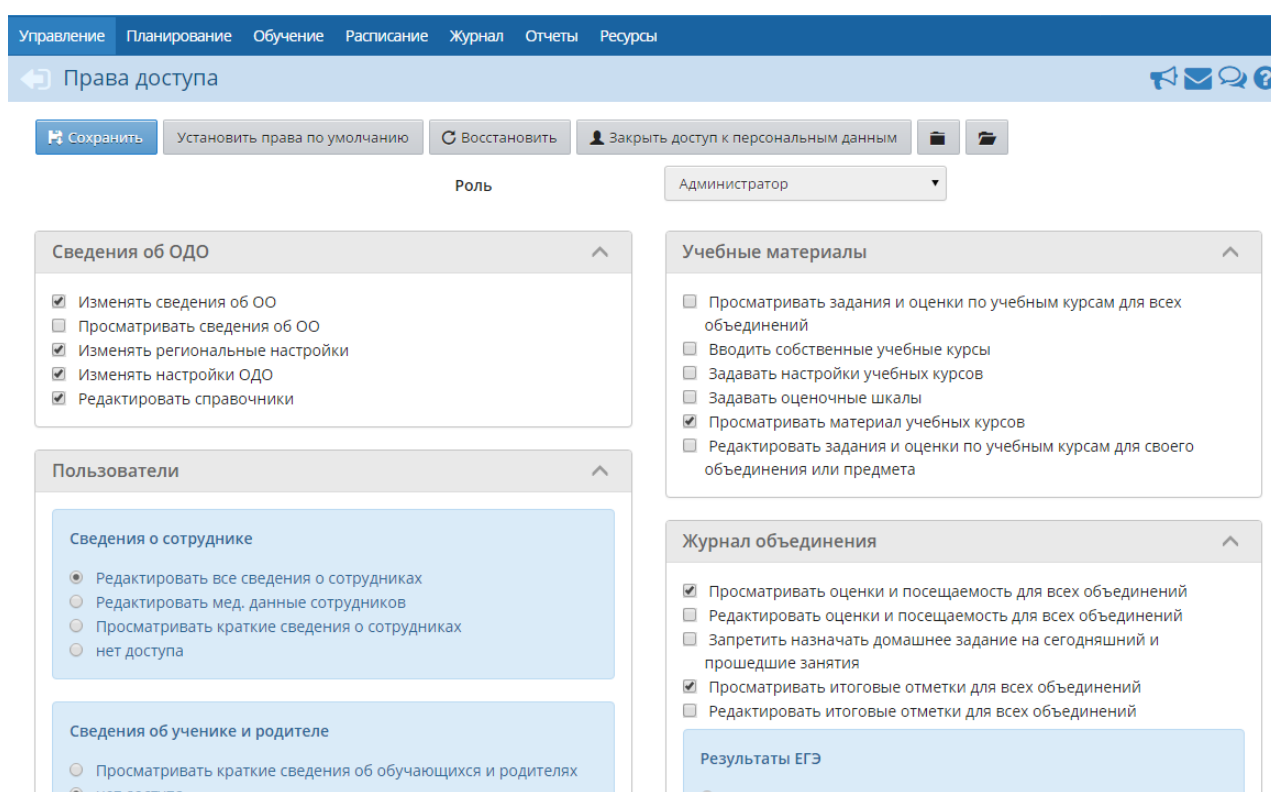 Управление Планирование Обучение Расписание Журнал Отчеты Ресурсы
Права доступа
Сохранить Установить права по умолчанию Восстановить Закрыть доступ к персональным данным
Роль Администратор
Сведения об ОДО
Изменять сведения об ОО
Просматривать сведения об ОО
Изменять региональные настройки
Изменять настройки ОДО
Редактировать справочники
Пользователи
Сведения о сотруднике
Редактировать все сведения о сотрудниках
Редактировать мед. данные сотрудников
Просматривать краткие сведения о сотрудниках
нет доступа
Сведения об ученике и родителе
Просматривать краткие сведения об обучающихся и родителях
Учебные материалы
Просматривать задания и оценки по учебным курсам для всех
объединений
Вводить собственные учебные курсы
Задавать настройки учебных курсов
Задавать оценочные шкалы
Просматривать материал учебных курсов
Редактировать задания и оценки по учебным курсам для своего
объединения или предмета
Журнал объединения
Просматривать оценки и посещаемость для всех объединений
Редактировать оценки и посещаемость для всех объединений
Запретить назначать домашнее задание на сегодняшний и
прошедшие занятия
Просматривать итоговые отметки для всех объединений
Редактировать итоговые отметки для всех объединений
Результаты ЕГЭ